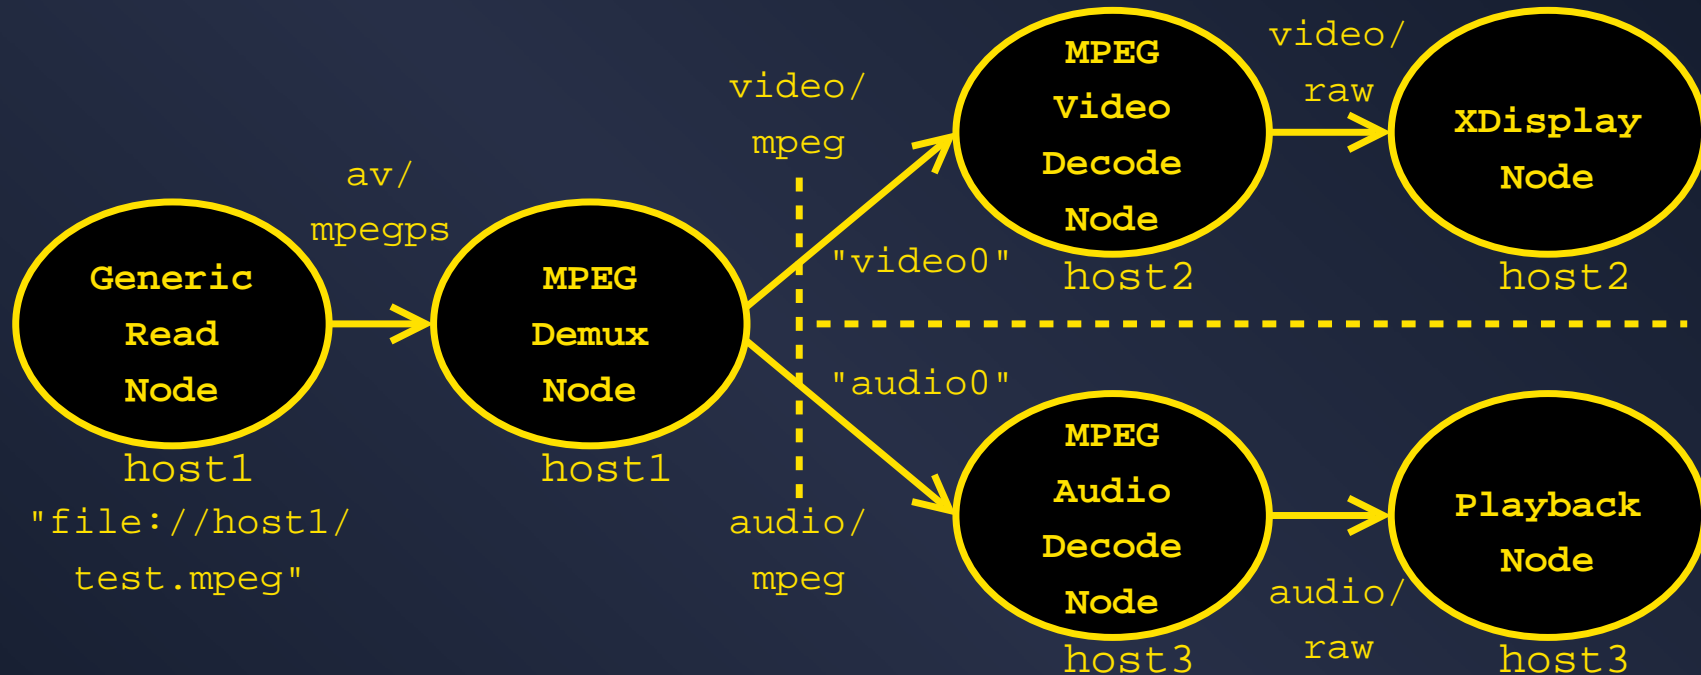 Generic
Read
Node
host1
"file://host1/
test.mpeg"
av/
mpegps
MPEG
Demux
Node
host1
video/
mpeg
"video0"
"audio0"
audio/
mpeg
MPEG
Video
Decode
Node
host2
video/
raw
XDisplay
Node
host2
MPEG
Audio
Decode
Node
host3
audio/
raw
Playback
Node
host3